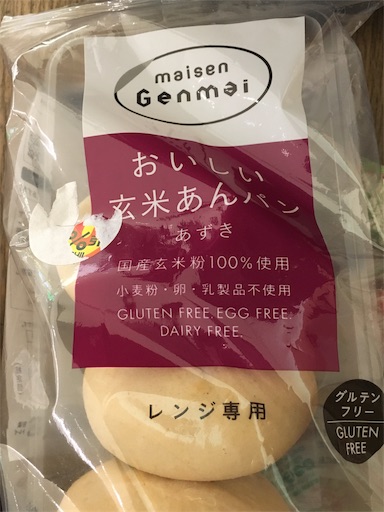 maisen
Genmai
おいしい
玄米あんパン
あずき
国産玄米粉100%使用
小麦粉・卵・乳製品不使用
GLUTEN FREE. EGG FREE.
DAIRY FREE.
レンジ専用
グルテン
フリー
GLUTEN
FREE